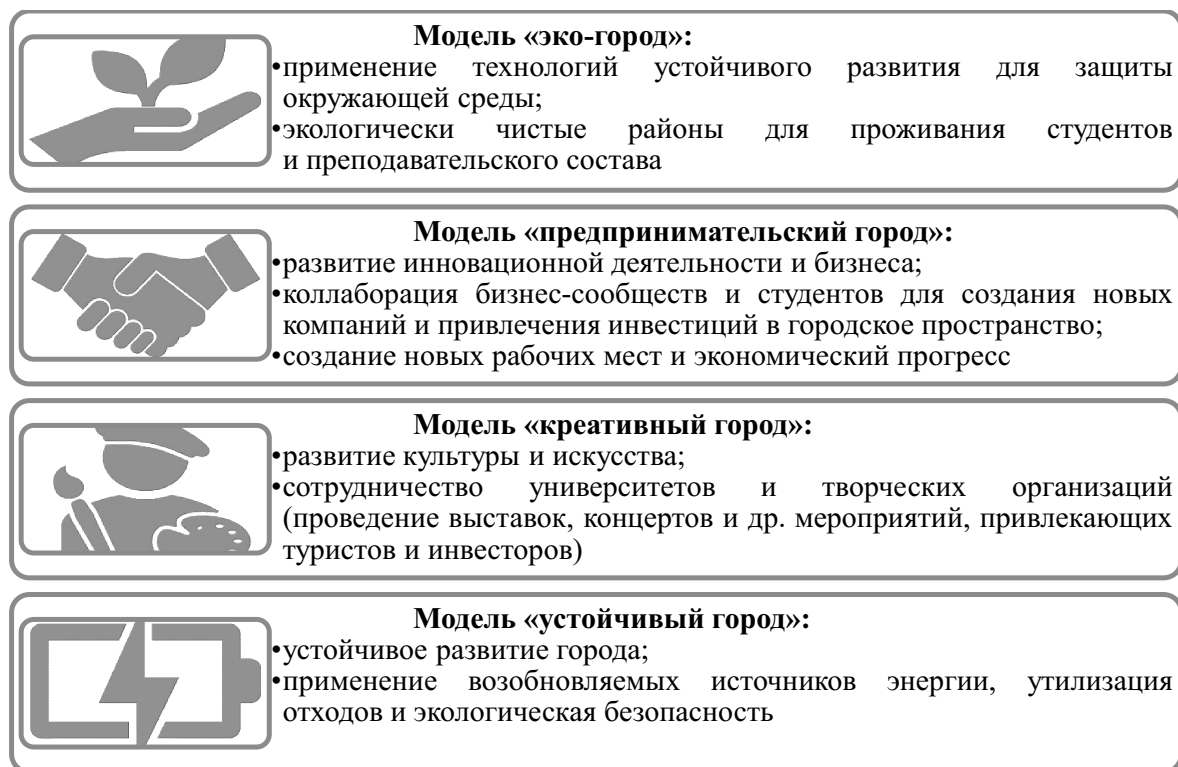 Модель «эко-город»:
•применение технологий устойчивого развития для защиты
окружающей среды;
•экологически чистые районы для проживания студентов
и преподавательского состава
Модель «предпринимательский город»:
•развитие инновационной деятельности и бизнеса;
•коллаборация бизнес-сообществ и студентов для создания новых
компаний и привлечения инвестиций в городское пространство;
•создание новых рабочих мест и экономический прогресс
Модель «креативный город»:
•развитие культуры и искусства;
•сотрудничество университетов и творческих организаций
(проведение выставок, концертов и др. мероприятий, привлекающих
туристов и инвесторов)
Модель «устойчивый город»:
•устойчивое развитие города;
•применение возобновляемых источников энергии, утилизация
отходов и экологическая безопасность